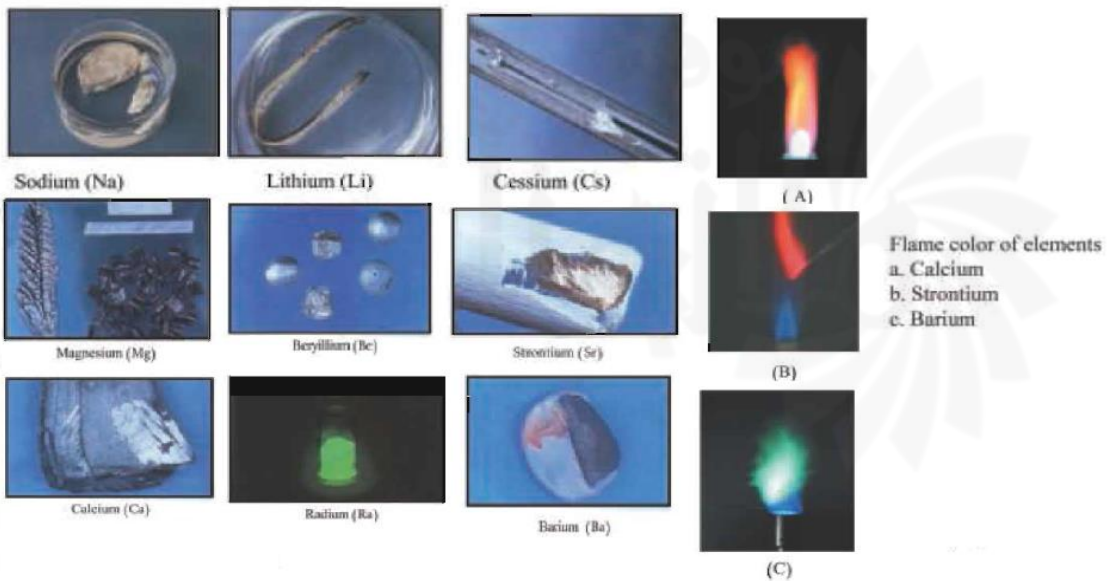 Sodium (Na)
Lithium (Li)
Cessium (Cs)
( A)
Magnesium (Mg)
Beryillium (Be)
Strontium (Sr)
(B)
Flame color of elements
a. Calcium
b. Strontium
c. Barium
Calcium (Ca)
Radium (Ra)
Barium (Ba)
(C)